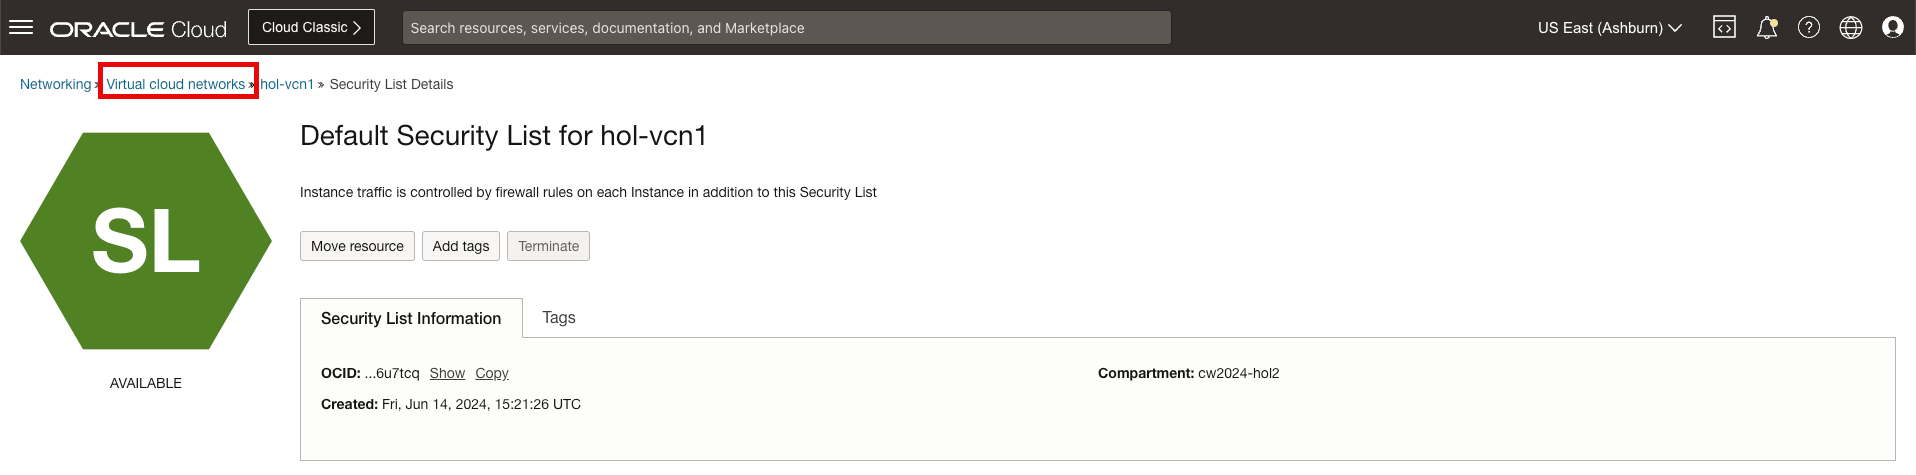 ORACLE Cloud Cloud Classic Search resources, services, documentation, and Marketplace US East (Ashburn)
Networking » Virtual cloud networks » hol-vcn1 » Security List Details
Default Security List for hol-vcn1
Instance traffic is controlled by firewall rules on each Instance in addition to this Security List
SL
AVAILABLE
Move resource Add tags Terminate
Security List Information Tags
OCID: ...6u7tcq Show Copy Compartment: cw2024-hol2
Created: Fri, Jun 14, 2024, 15:21:26 UTC